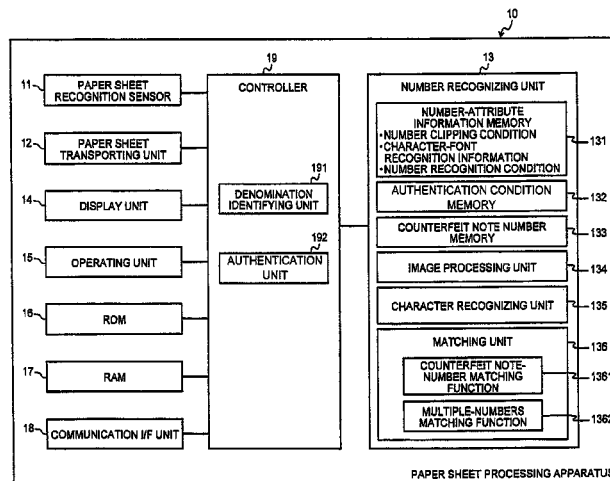 10
11
PAPER SHEET
RECOGNITION SENSOR
12
PAPER SHEET
TRANSPORTING UNIT
14
DISPLAY UNIT
15
OPERATING UNIT
16
ROM
17
RAM
18
COMMUNICATION I/F UNIT
19
CONTROLLER
191
DENOMINATION
IDENTIFYING UNIT
192
AUTHENTICATION
UNIT
13
NUMBER RECOGNIZING UNIT
NUMBER-ATTRIBUTE
INFORMATION MEMORY
•NUMBER CLIPPING CONDITION
•CHARACTER-FONT
RECOGNITION INFORMATION
•NUMBER RECOGNITION CONDITION
131
AUTHENTICATION CONDITION
MEMORY
132
COUNTERFEIT NOTE NUMBER
MEMORY
133
IMAGE PROCESSING UNIT
134
CHARACTER RECOGNIZING UNIT
135
MATCHING UNIT
136
COUNTERFEIT NOTE-
NUMBER MATCHING
FUNCTION
1361
MULTIPLE-NUMBERS
MATCHING FUNCTION
1362
PAPER SHEET PROCESSING APPARATUS